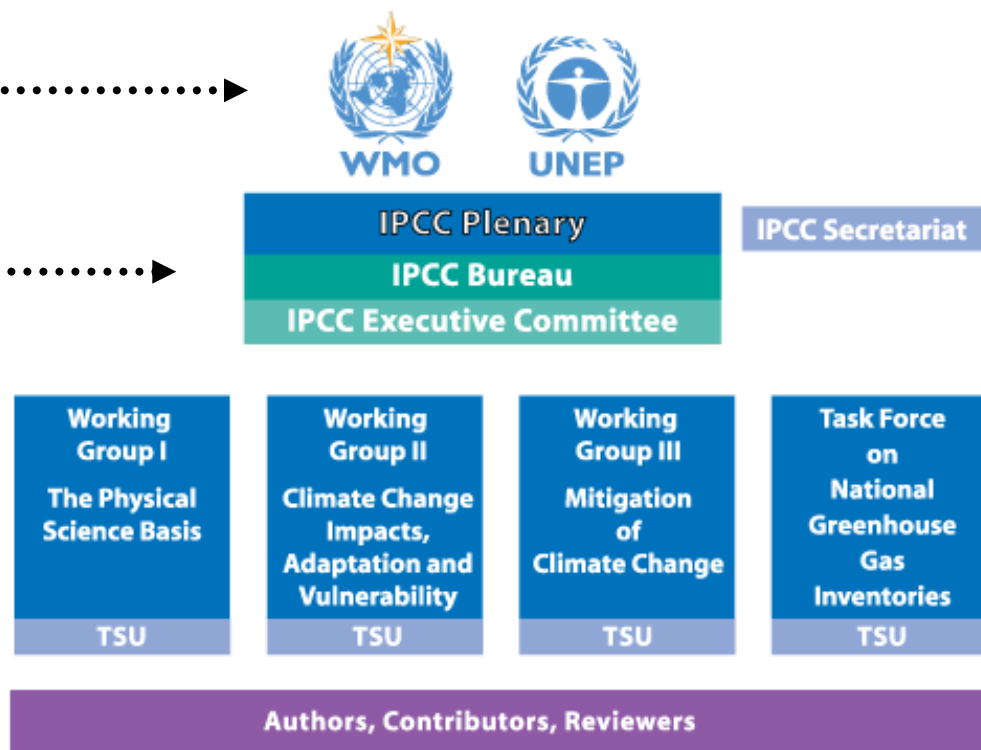 WMO
UNEP
IPCC Plenary
IPCC Secretariat
IPCC Bureau
IPCC Executive Committee
Working
Group I
The Physical
Science Basis
TSU
Working
Group II
Climate Change
Impacts,
Adaptation and
Vulnerability
TSU
Working
Group III
Mitigation
of
Climate Change
TSU
Task Force
on
National
Greenhouse
Gas
Inventories
TSU
Authors, Contributors, Reviewers